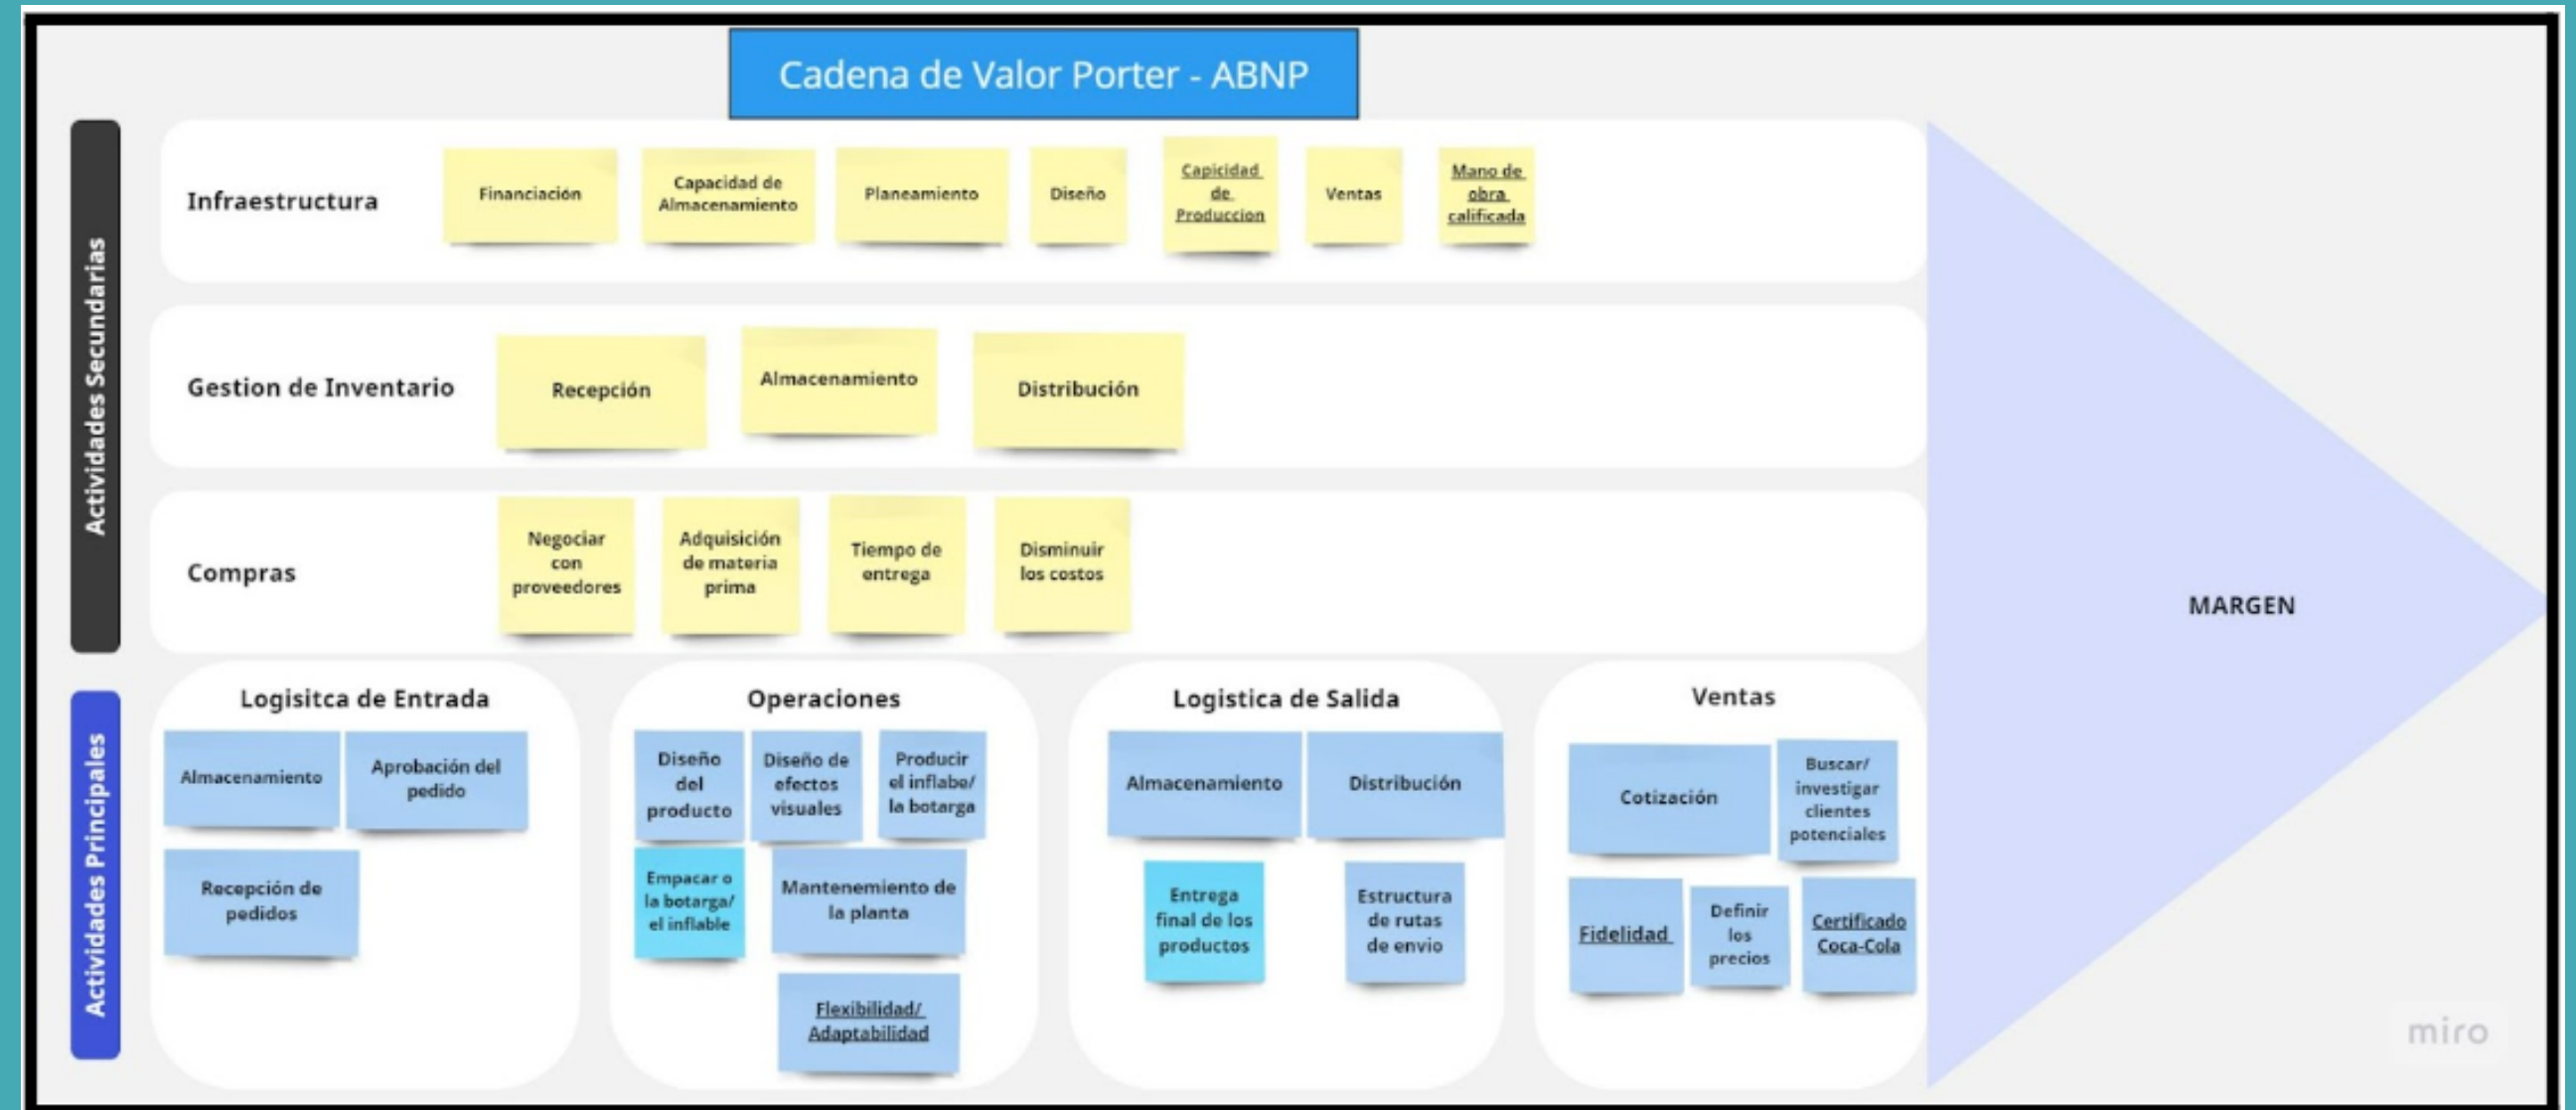 Cadena de Valor Porter - ABNP
Actividades Secundarias
Infraestructura
Financiación
Capacidad de
Almacenamiento
Planeamiento
Diseño
Capicidad
de
Produccion
Ventas
Mano de
obra
calificada
Gestion de Inventario
Recepción
Almacenamiento
Distribución
Compras
Negociar
con
proveedores
Adquisición
de materia
prima
Tiempo de
entrega
Disminuir
los costos
MARGEN
Actividades Principales
Logisitca de Entrada
Almacenamiento
Aprobación del
pedido
Recepción de
pedidos
Operaciones
Diseño
del
producto
Diseño de
efectos
visuales
Producir
el inflabe/
la botarga
Empacar o
la botarga/
el inflable
Mantenemiento de
la planta
Flexibilidad/
Adaptabilidad
Logistica de Salida
Almacenamiento
Distribución
Entrega
final de los
productos
Estructura
de rutas
de envio
Ventas
Cotización
Buscar/
investigar
clientes
potenciales
Fidelidad
Definir
los
precios
Certificado
Coca-Cola
miro